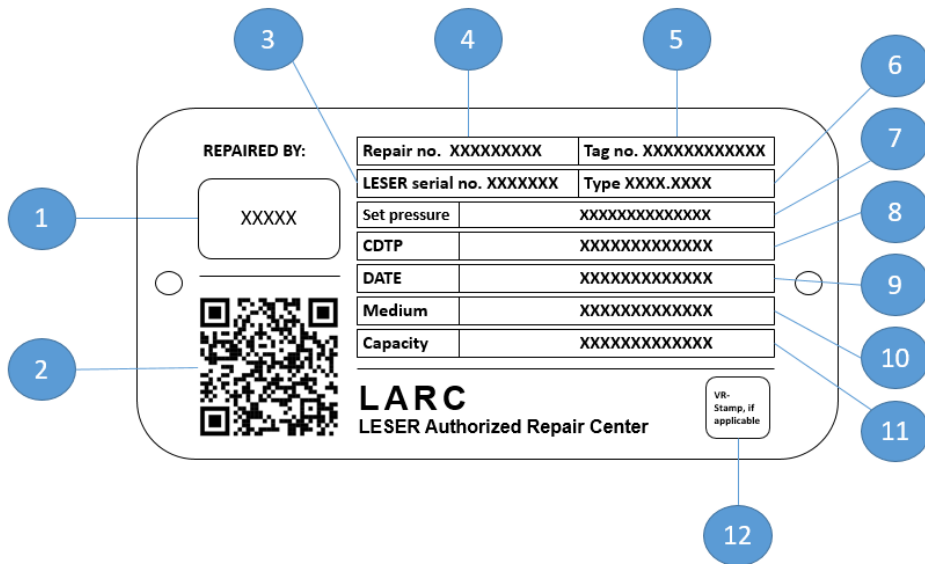 3
4
5
6
REPAIRED BY:
Repair no. XXXXXXXXX
Tag no. XXXXXXXXXXXX
7
LESER serial no. XXXXXXX
Type XXXX.XXXX
1
XXXXX
Set pressure
XXXXXXXXXXXXXX
8
CDTP
XXXXXXXXXXXXX
DATE
XXXXXXXXXXXXX
9
Medium
XXXXXXXXXXXXX
2
Capacity
XXXXXXXXXXXXX
10
LARC
LESER Authorized Repair Center
VR-
Stamp, if
applicable
11
12